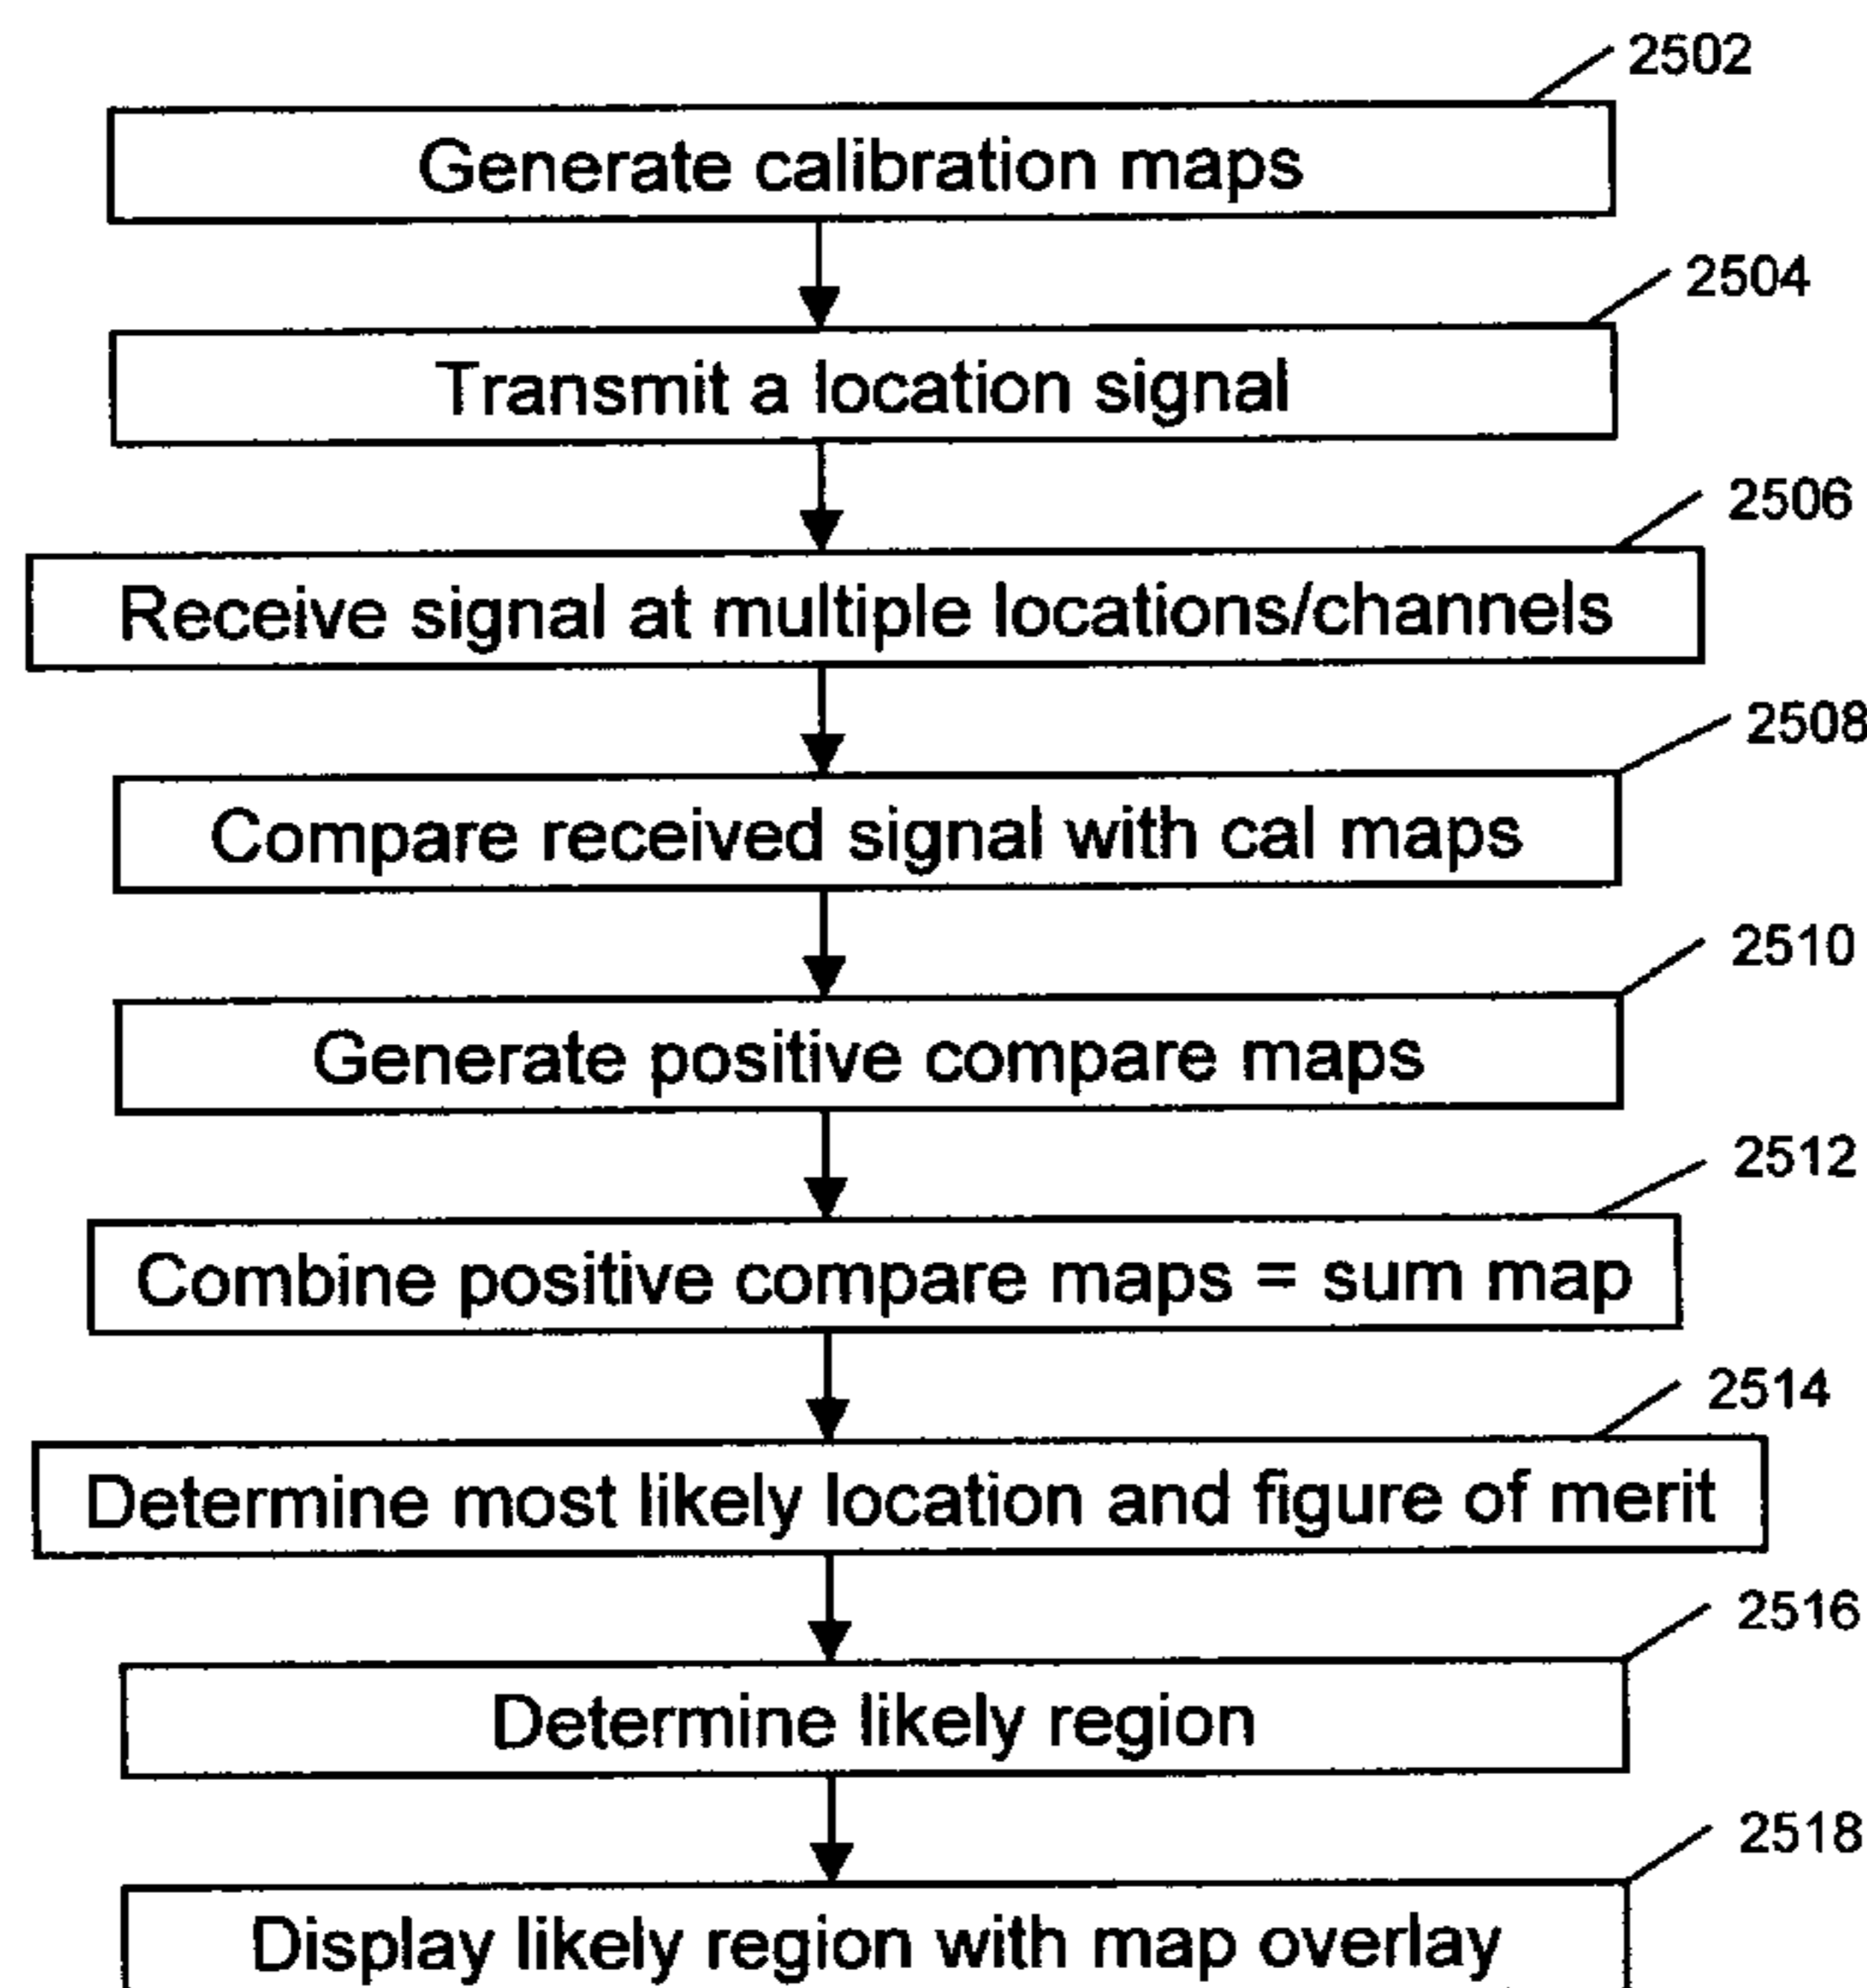 2502
Generate calibration maps
2504
Transmit a location signal
2506
Receive signal at multiple locations/channels
2508
Compare received signal with cal maps
2510
Generate positive compare maps
2512
Combine positive compare maps = sum map
2514
Determine most likely location and figure of merit
2516
Determine likely region
2518
Display likely region with map overlay